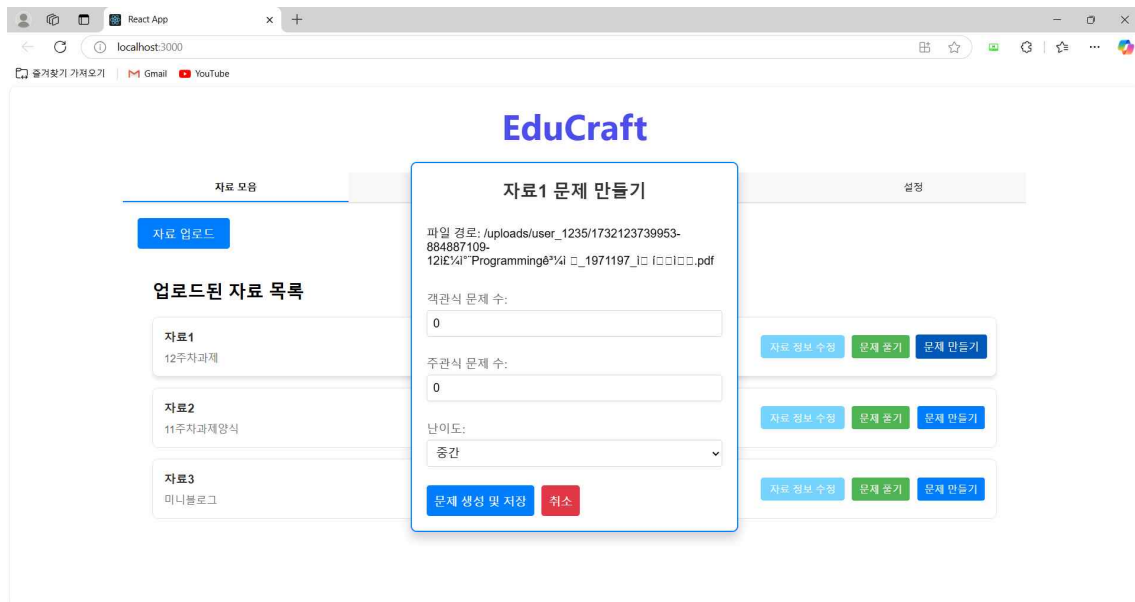 React App
localhost:3000
즐겨찾기 가져오기
Gmail
YouTube
EduCraft
자료 모음
설정
자료 업로드
업로드된 자료 목록
자료1
12주차과제
자료 정보 수정
문제 풀기
문제 만들기
자료2
11주차과제양식
자료 정보 수정
문제 풀기
문제 만들기
자료3
미니블로그
자료 정보 수정
문제 풀기
문제 만들기
자료1 문제 만들기
파일 경로: /uploads/user_1235/1732123739953-
884887109-
12ì£¼ì°¨Programmingê³¼ì □_1971197_ì□ í□□ì□□.pdf
객관식 문제 수:
0
주관식 문제 수:
0
난이도:
중간
문제 생성 및 저장
취소